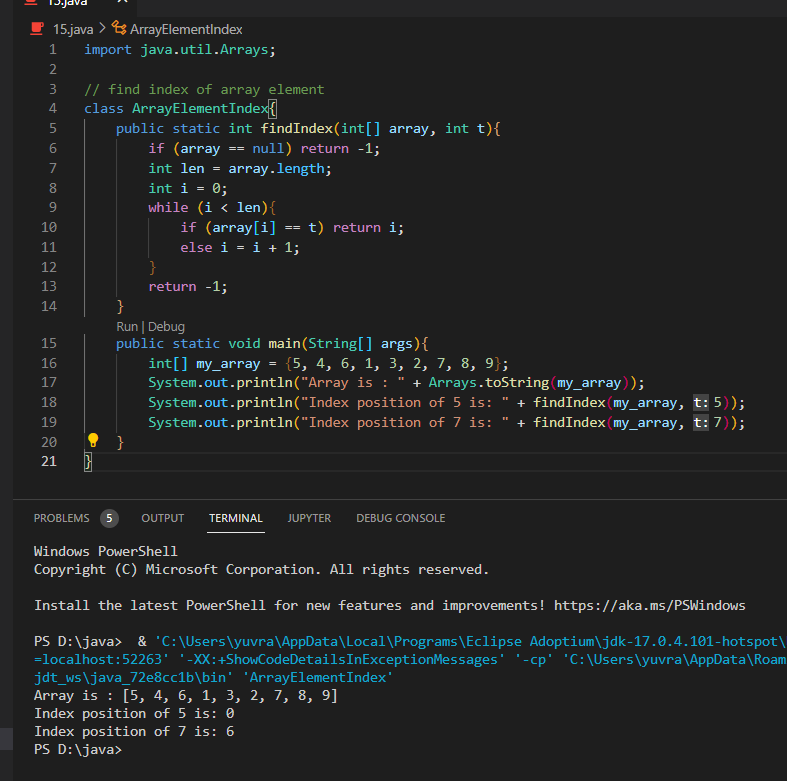 15.java
15.java > ArrayElementIndex
1 import java.util.Arrays;
2
3 // find index of array element
4 class ArrayElementIndex{
5 public static int findIndex(int[] array, int t){
6 if (array == null) return -1;
7 int len = array.length;
8 int i = 0;
9 while (i < len){
10 if (array[i] == t) return i;
11 else i = i + 1;
12 }
13 return -1;
14 }
Run | Debug
15 public static void main(String[] args){
16 int[] my_array = {5, 4, 6, 1, 3, 2, 7, 8, 9};
17 System.out.println("Array is : " + Arrays.toString(my_array));
18 System.out.println("Index position of 5 is: " + findIndex(my_array, t: 5));
19 System.out.println("Index position of 7 is: " + findIndex(my_array, t: 7));
20 }
21 }
PROBLEMS 5 OUTPUT TERMINAL JUPYTER DEBUG CONSOLE
Windows PowerShell
Copyright (C) Microsoft Corporation. All rights reserved.
Install the latest PowerShell for new features and improvements! https://aka.ms/PSWindows
PS D:\java>  & 'C:\Users\yuvra\AppData\Local\Programs\Eclipse Adoptium\jdk-17.0.4.101-hotspot\
=localhost:52263' '-XX:+ShowCodeDetailsInExceptionMessages' '-cp' 'C:\Users\yuvra\AppData\Roam
jdt_ws\java_72e8cc1b\bin' 'ArrayElementIndex'
Array is : [5, 4, 6, 1, 3, 2, 7, 8, 9]
Index position of 5 is: 0
Index position of 7 is: 6
PS D:\java>